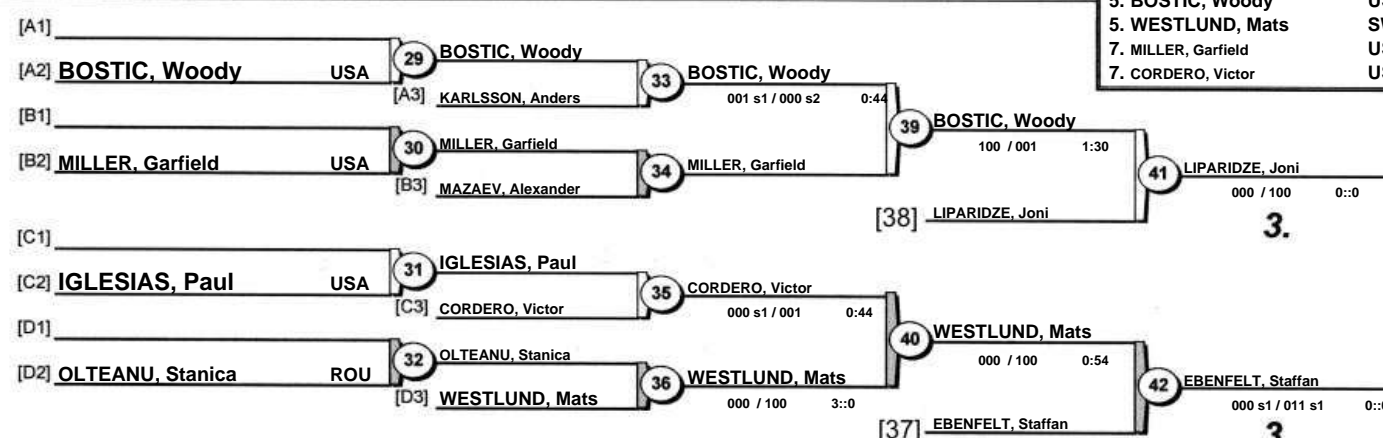 5. BOSTIC, Woody
5. WESTLUND, Mats
7. MILLER, Garfield
7. CORDERO, Victor
[A1]
[A2] BOSTIC, Woody USA
29
BOSTIC, Woody
[A3] KARLSSON, Anders
33
BOSTIC, Woody
001 s1 / 000 s2 0:44
[B1]
[B2] MILLER, Garfield USA
30
MILLER, Garfield
[B3] MAZAEV, Alexander
34
MILLER, Garfield
39
BOSTIC, Woody
100 / 001 1:30
[38] LIPARIDZE, Joni
41
LIPARIDZE, Joni
000 / 100 0::0
3.
[C1]
[C2] IGLESIAS, Paul USA
31
IGLESIAS, Paul
[C3] CORDERO, Victor
35
CORDERO, Victor
000 s1 / 001 0:44
[D1]
[D2] OLTEANU, Stanica ROU
32
OLTEANU, Stanica
[D3] WESTLUND, Mats
36
WESTLUND, Mats
000 / 100 3::0
40
WESTLUND, Mats
000 / 100 0:54
[37] EBENFELT, Staffan
42
EBENFELT, Staffan
000 s1 / 011 s1
3.